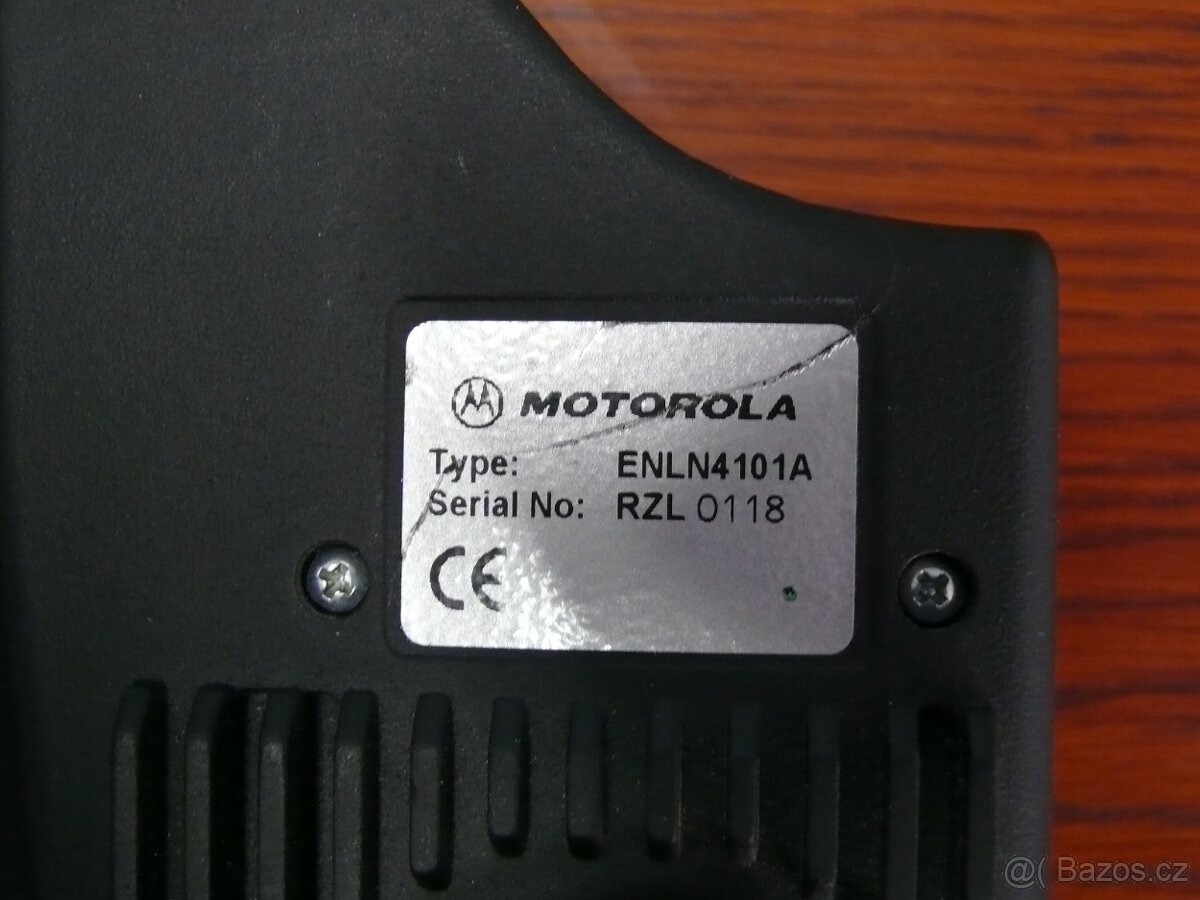 MOTOROLA
Type: ENLN4101A
Serial No: RZL 0118
CE
@( Bazos.cz